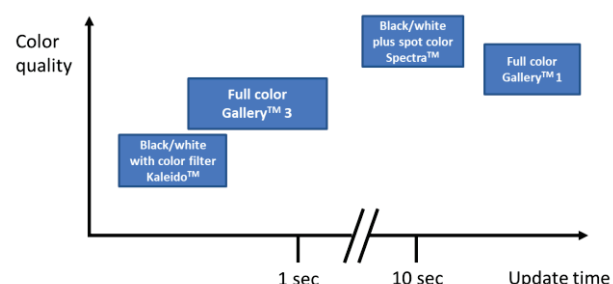 Color
quality
Black/white
plus spot color
Spectra™
Full color
Gallery™ 1
Full color
Gallery™ 3
Black/white
with color filter
Kaleido™
1 sec
10 sec
Update time